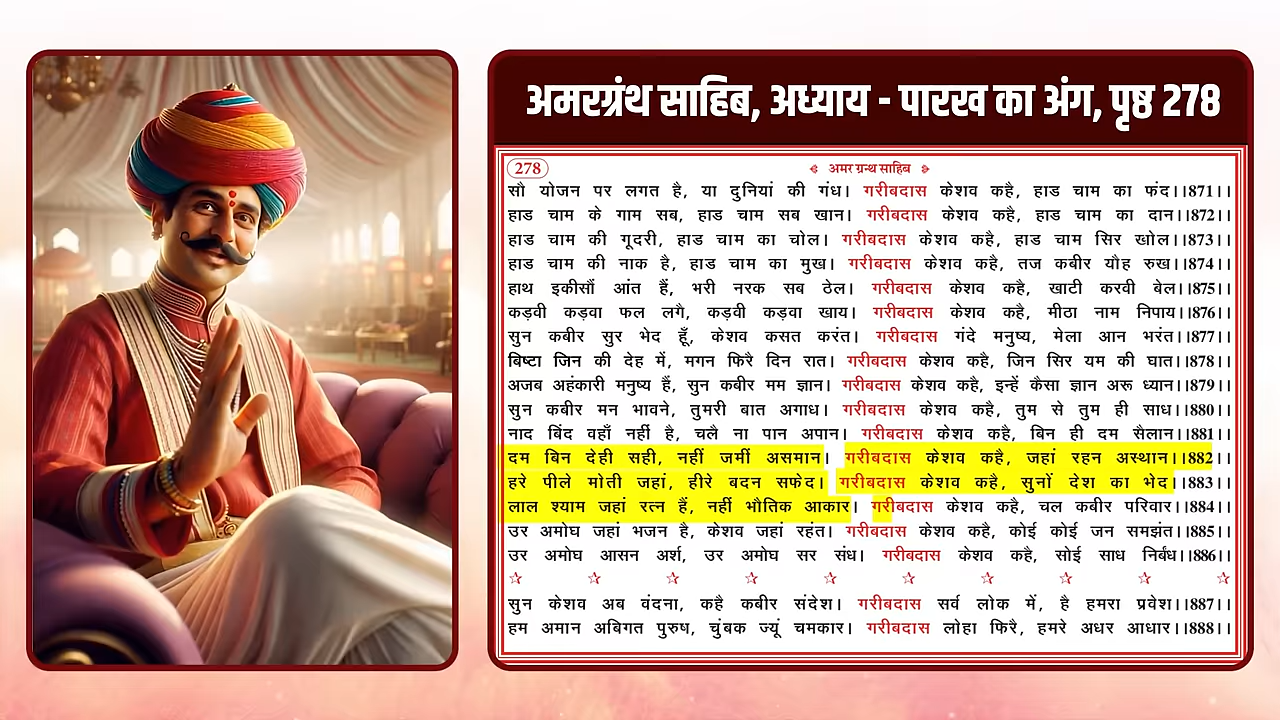 अमरग्रंथ साहिब, अध्याय - पारख का अंग, पृष्ठ 278
278
अमर ग्रन्थ साहिब
सौ योजन पर लगत है, या दुनियां की गंध। गरीबदास केशव कहै, हाड चाम का फंद।।871।।
हाड चाम के गाम सब, हाड चाम सब खान। गरीबदास केशव कहै, हाड चाम का दान।।872।।
हाड चाम की गूदरी, हाड चाम का चोल। गरीबदास केशव कहै, हाड चाम सिर खोल।।873।।
हाड चाम की नाक है, हाड चाम का मुख। गरीबदास केशव कहै, तज कबीर यौह रुख।।874।।
हाथ इकीसौं आंत हैं, भरी नरक सब ठेल। गरीबदास केशव कहै, खाटी करवी बेल।।875।।
कड़वी कड़वा फल लगै, कड़वी कड़वा खाय। गरीबदास केशव कहै, मीठा नाम निपाय।।876।।
सुन कबीर सुर भेद हूँ, केशव कसत करंत। गरीबदास गंदे मनुष्य, मेला आन भरंत।।877।।
बिष्टा जिन की देह में, मगन फिरै दिन रात। गरीबदास केशव कहै, जिन सिर यम की घात।।878।।
अजब अहंकारी मनुष्य हैं, सुन कबीर मम ज्ञान। गरीबदास केशव कहै, इन्हें कैसा ज्ञान अरू ध्यान।।879।।
सुन कबीर मन भावने, तुमरी बात अगाध। गरीबदास केशव कहै, तुम से तुम ही साध।।880।।
नाद बिंद वहाँ नहीं है, चलै ना पान अपान। गरीबदास केशव कहै, बिन ही दम सैलान।।881।।
दम बिन देही सही, नहीं जमीं असमान। गरीबदास केशव कहै, जहां रहन अस्थान।।882।।
हरे पीले मोती जहां, हीरे बदन सफेद। गरीबदास केशव कहै, सुनों देश का भेद।।883।।
लाल श्याम जहां रत्न हैं, नहीं भौतिक आकार। गरीबदास केशव कहै, चल कबीर परिवार।।884।।
उर अमोघ जहां भजन है, केशव जहां रहंत। गरीबदास केशव कहै, कोई कोई जन समझंत।।885।।
उर अमोघ आसन अर्श, उर अमोघ सर संध। गरीबदास केशव कहै, सोई साध निर्बंध।।886।।
सुन केशव अब वंदना, कहै कबीर संदेश। गरीबदास सर्व लोक में, है हमरा प्रवेश।।887।।
हम अमान अबिगत पुरुष, चुंबक ज्यूं चमकार। गरीबदास लोहा फिरै, हमरे अधर आधार।।888।।